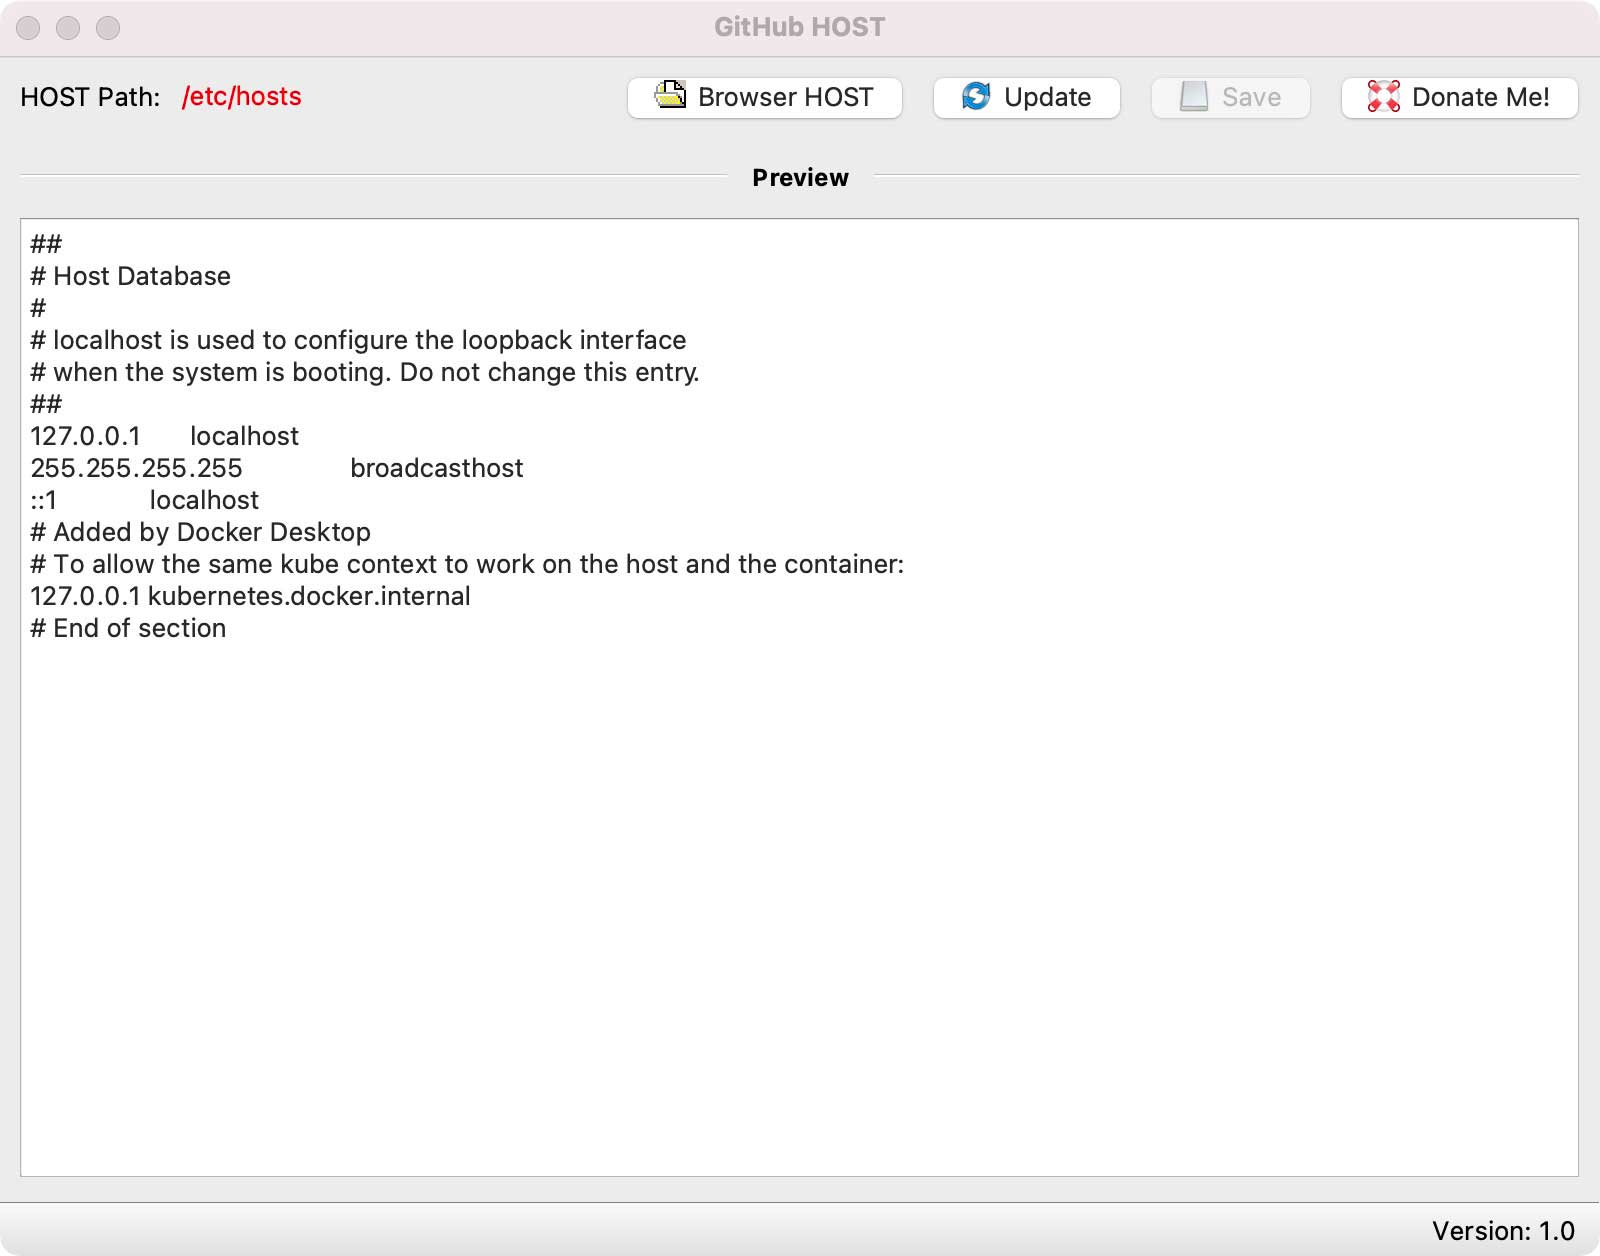 GitHub HOST
HOST Path: /etc/hosts Browser HOST Update Save Donate Me!
Preview
##
# Host Database
#
# localhost is used to configure the loopback interface
# when the system is booting. Do not change this entry.
##
127.0.0.1 localhost
255.255.255.255 broadcasthost
::1 localhost
# Added by Docker Desktop
# To allow the same kube context to work on the host and the container:
127.0.0.1 kubernetes.docker.internal
# End of section
Version: 1.0